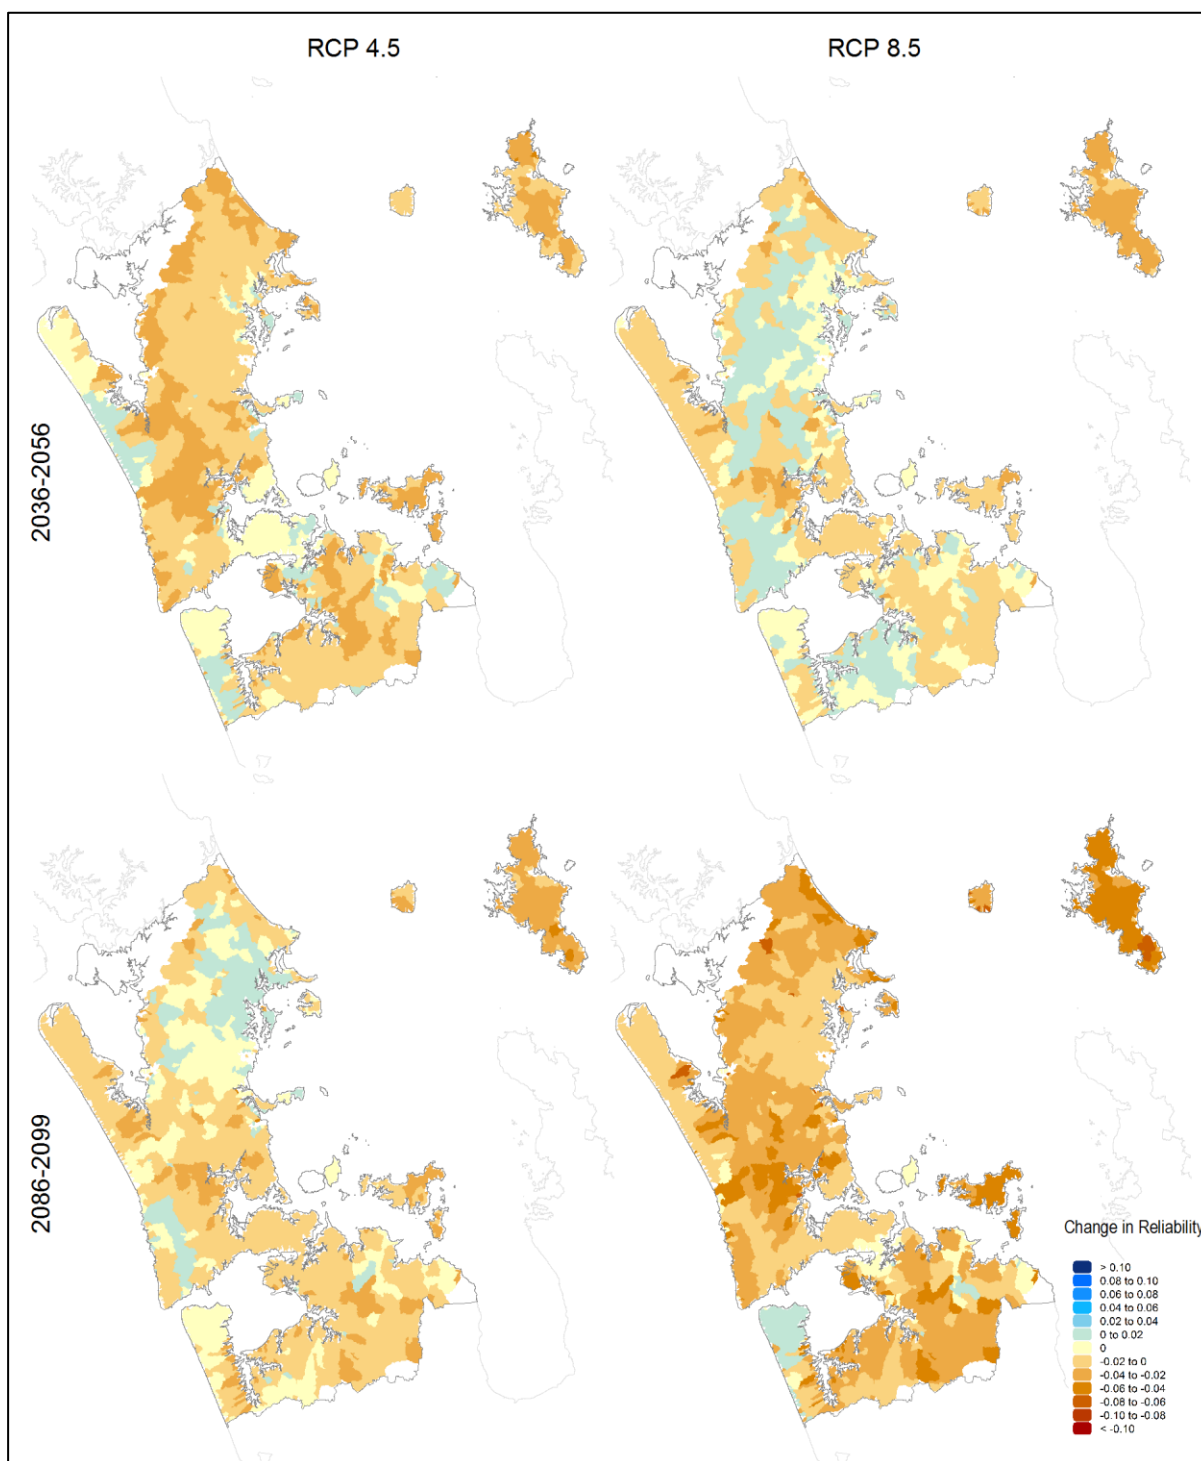 RCP 4.5
RCP 8.5
2036-2056
2086-2099
Change in Reliability
> 0.10
0.08 to 0.10
0.06 to 0.08
0.04 to 0.06
0.02 to 0.04
0 to 0.02
0
-0.02 to 0
-0.04 to -0.02
-0.06 to -0.04
-0.08 to -0.06
-0.10 to -0.08
< -0.10